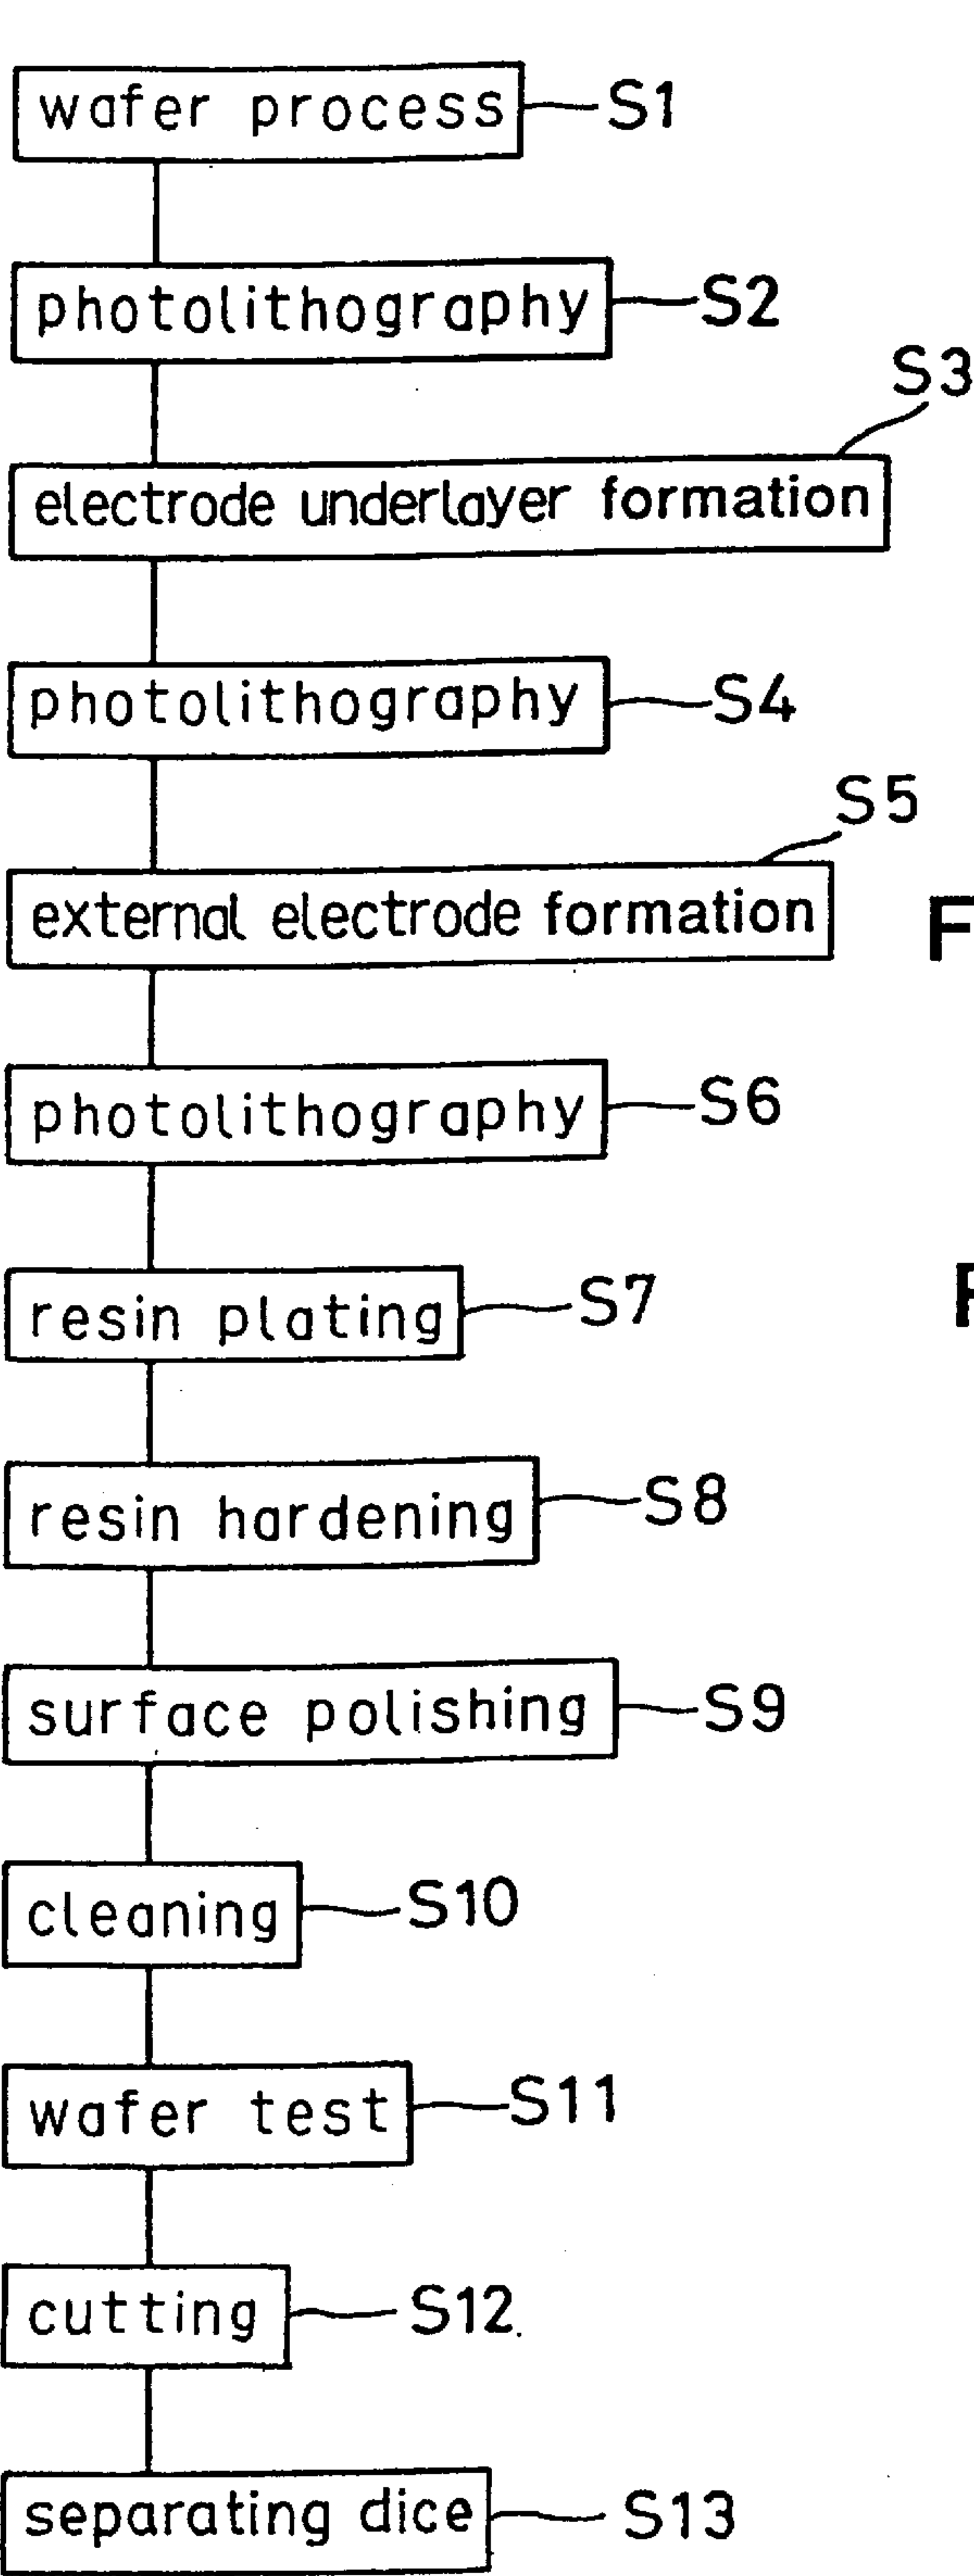 wafer process S1
photolithography S2
S3
electrode underlayer formation
photolithography S4
S5
external electrode formation
F
photolithography S6
resin plating S7
resin hardening S8
surface polishing S9
cleaning S10
wafer test S11
cutting S12.
separating dice S13